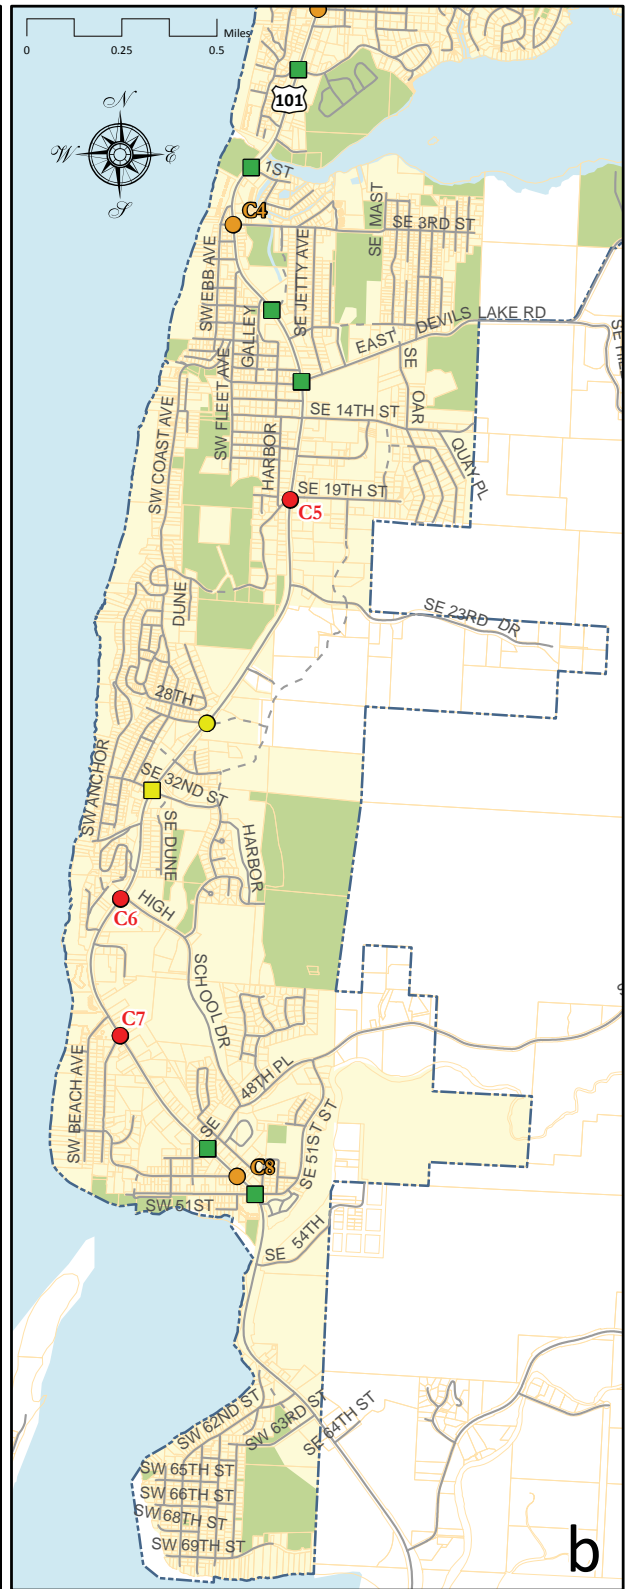 Miles
0
0.25
0.5
101
N
W
E
S
1ST
C4
SE MAST
SE 3RD ST
SW EBB AVE
SE JETTY AVE
GALLEY
EAST DEVILS LAKE RD
SE OAR
SW FLEET AVE
SE 14TH ST
SW COAST AVE
HARBOR
QUAY PL
SE 19TH ST
C5
DUNE
SE 23RD DR
28TH
SW ANCHOR
SE 32ND ST
SE DUNE
HARBOR
C6
HIGH SCHOOL DR
C7
SW BEACH AVE
SE 48TH PL
SE 51ST ST
C8
SW 51ST
SE 54TH
SW 62ND ST
SW 63RD ST
SE 64TH ST
SW 65TH ST
SW 66TH ST
SW 68TH ST
SW 69TH ST
b